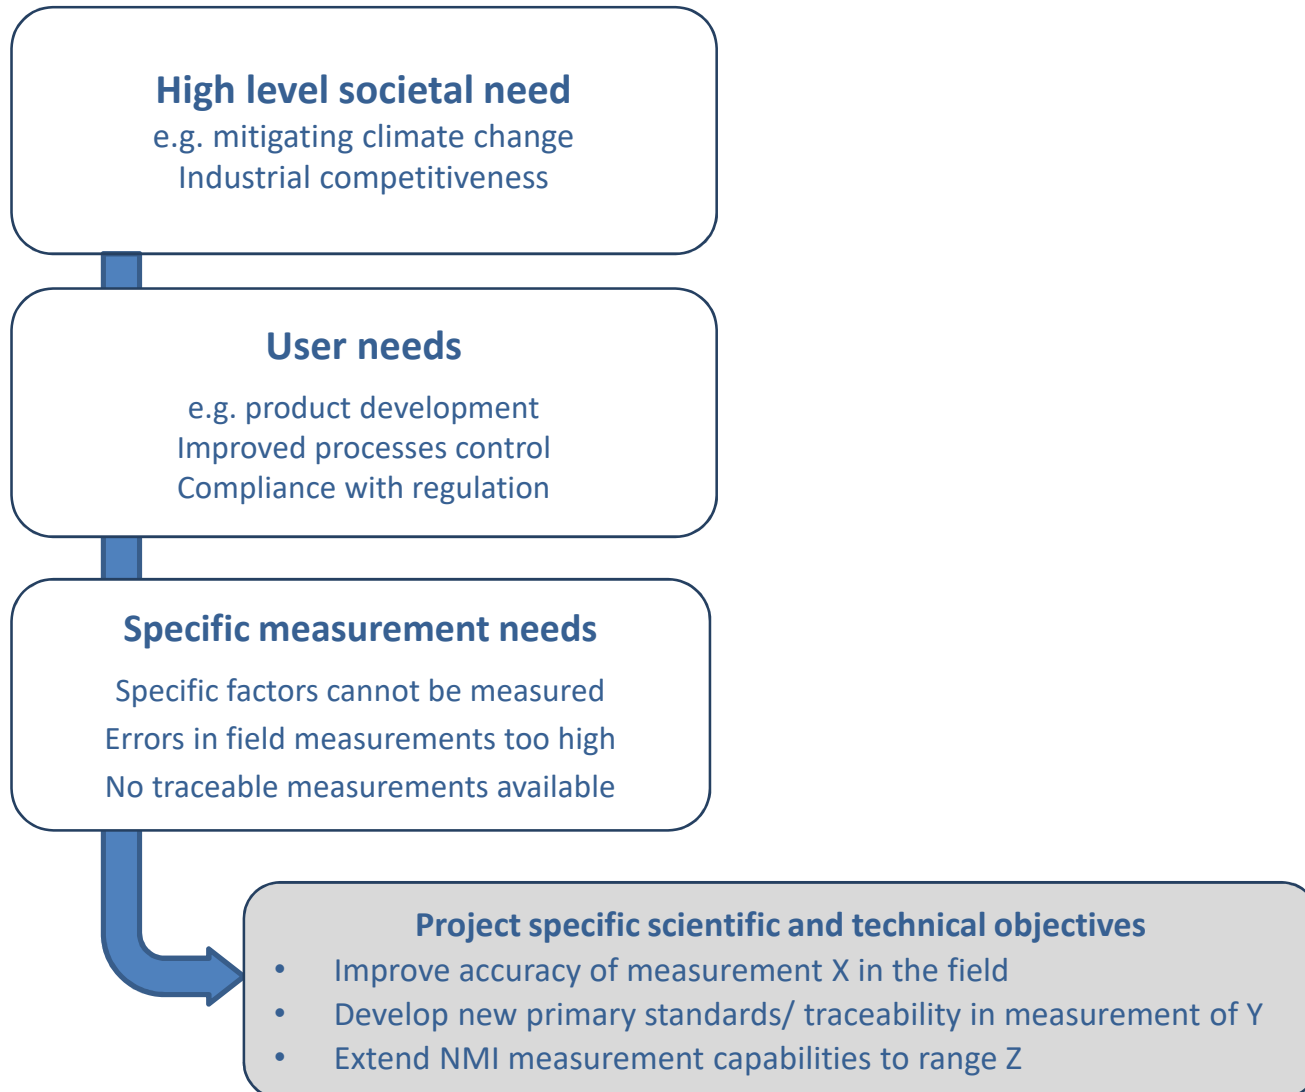 High level societal need
e.g. mitigating climate change
Industrial competitiveness
User needs
e.g. product development
Improved processes control
Compliance with regulation
Specific measurement needs
Specific factors cannot be measured
Errors in field measurements too high
No traceable measurements available
Project specific scientific and technical objectives
• Improve accuracy of measurement X in the field
• Develop new primary standards/ traceability in measurement of Y
• Extend NMI measurement capabilities to range Z